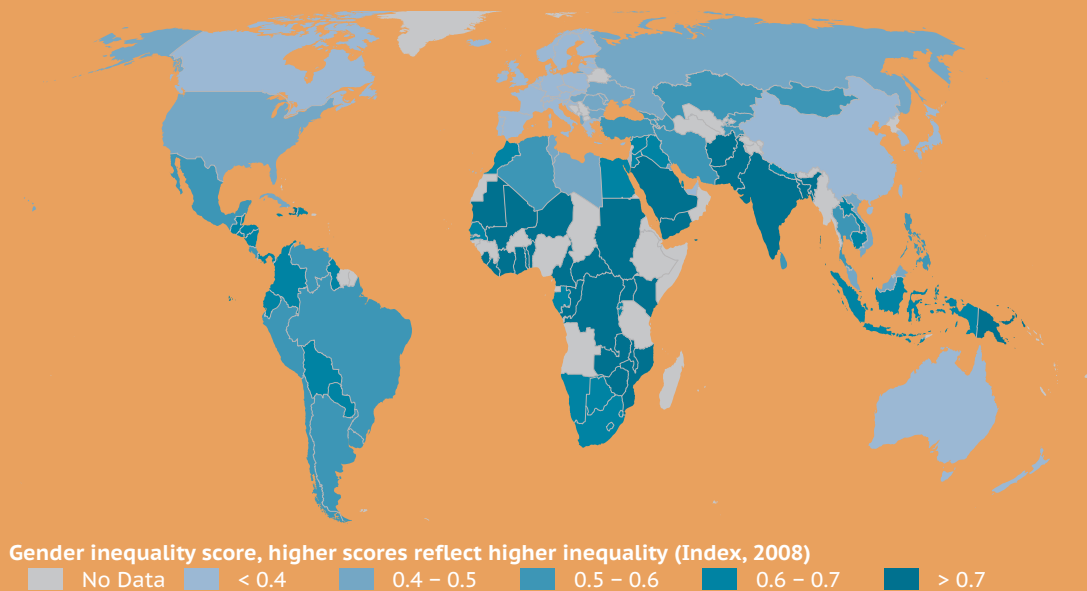 Gender inequality score, higher scores reflect higher inequality (Index, 2008)
No Data < 0.4 0.4 – 0.5 0.5 – 0.6 0.6 – 0.7 > 0.7